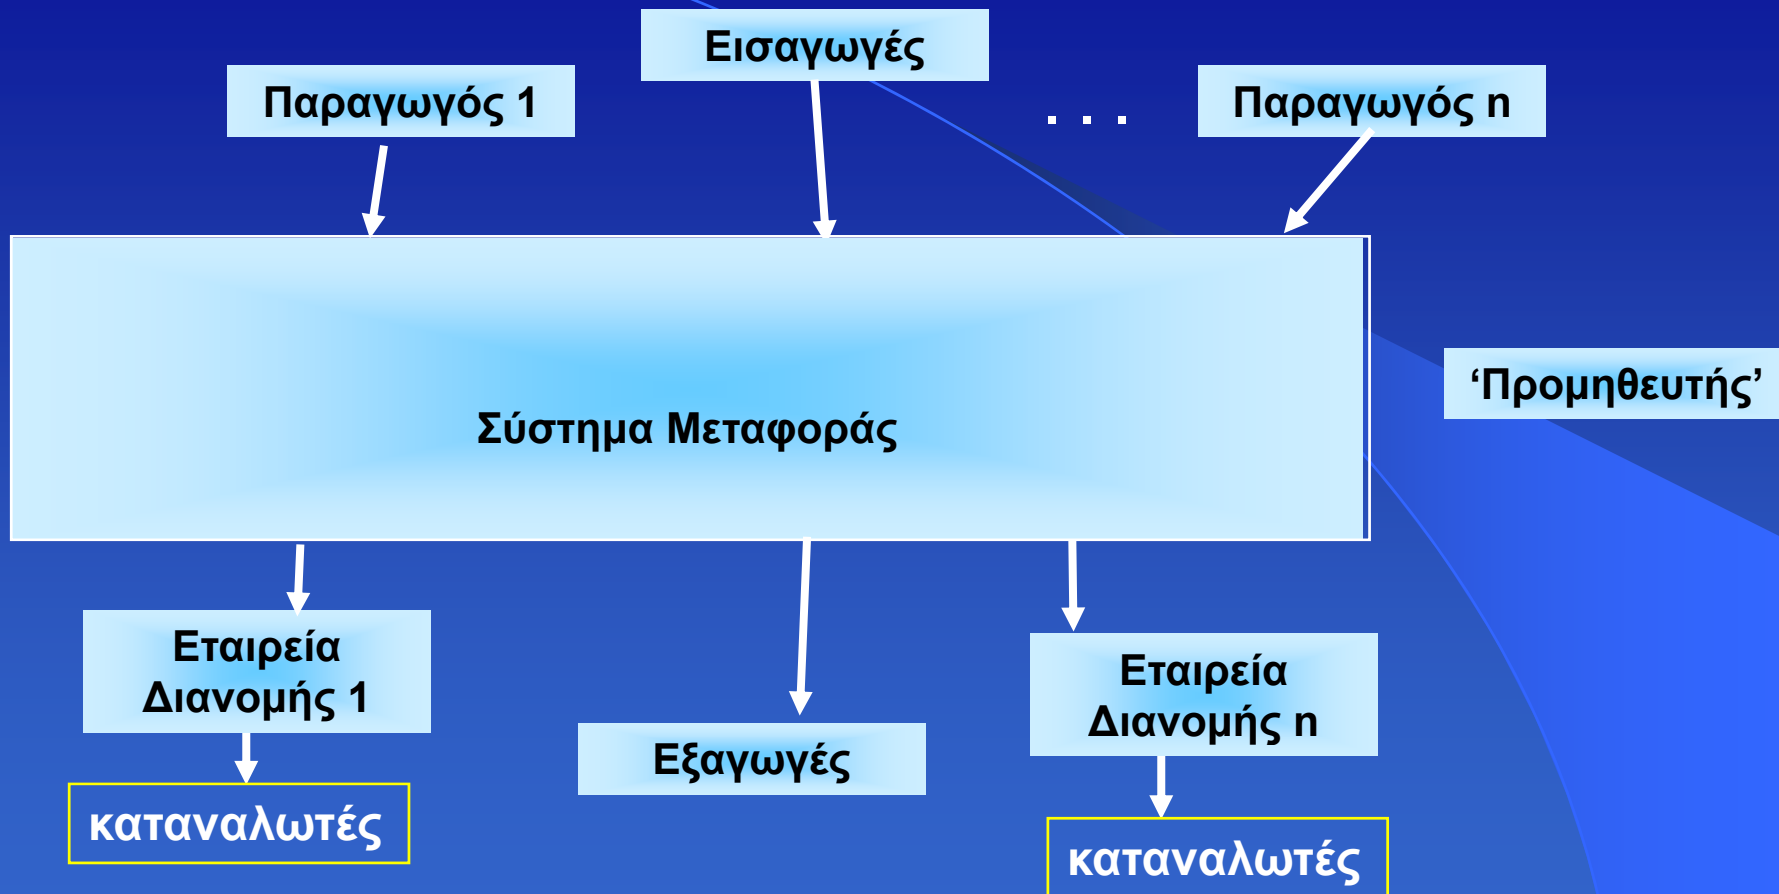 Εισαγωγές
Παραγωγός 1
. . .
Παραγωγός n
‘Προμηθευτής’
Σύστημα Μεταφοράς
Εταιρεία
Διανομής 1
Εταιρεία
Διανομής n
Εξαγωγές
καταναλωτές
καταναλωτές